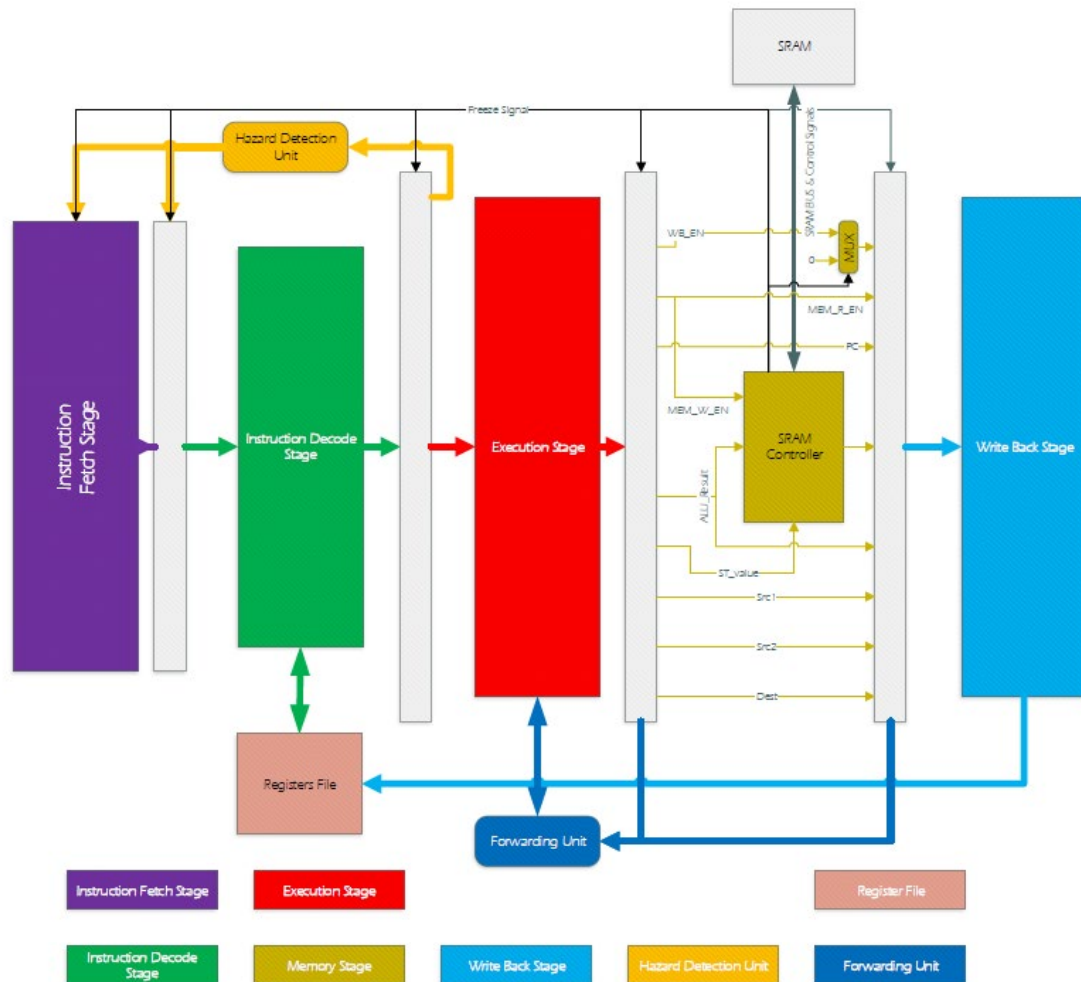 SRAM
Freeze Signal
Hazard Detection
Unit
SRAM BUS & Control Signals
WB_EN
MUX
0
MEM_R_EN
PC
MEM_W_EN
Instruction
Fetch Stage
Instruction Decode
Stage
Execution Stage
SRAM
Controller
Write Back Stage
ALU_Result
ST_value
Src1
Src2
Dest
Registers File
Forwarding Unit
Instruction Fetch Stage
Execution Stage
Register File
Instruction Decode
Stage
Memory Stage
Write Back Stage
Hazard Detection Unit
Forwarding Unit